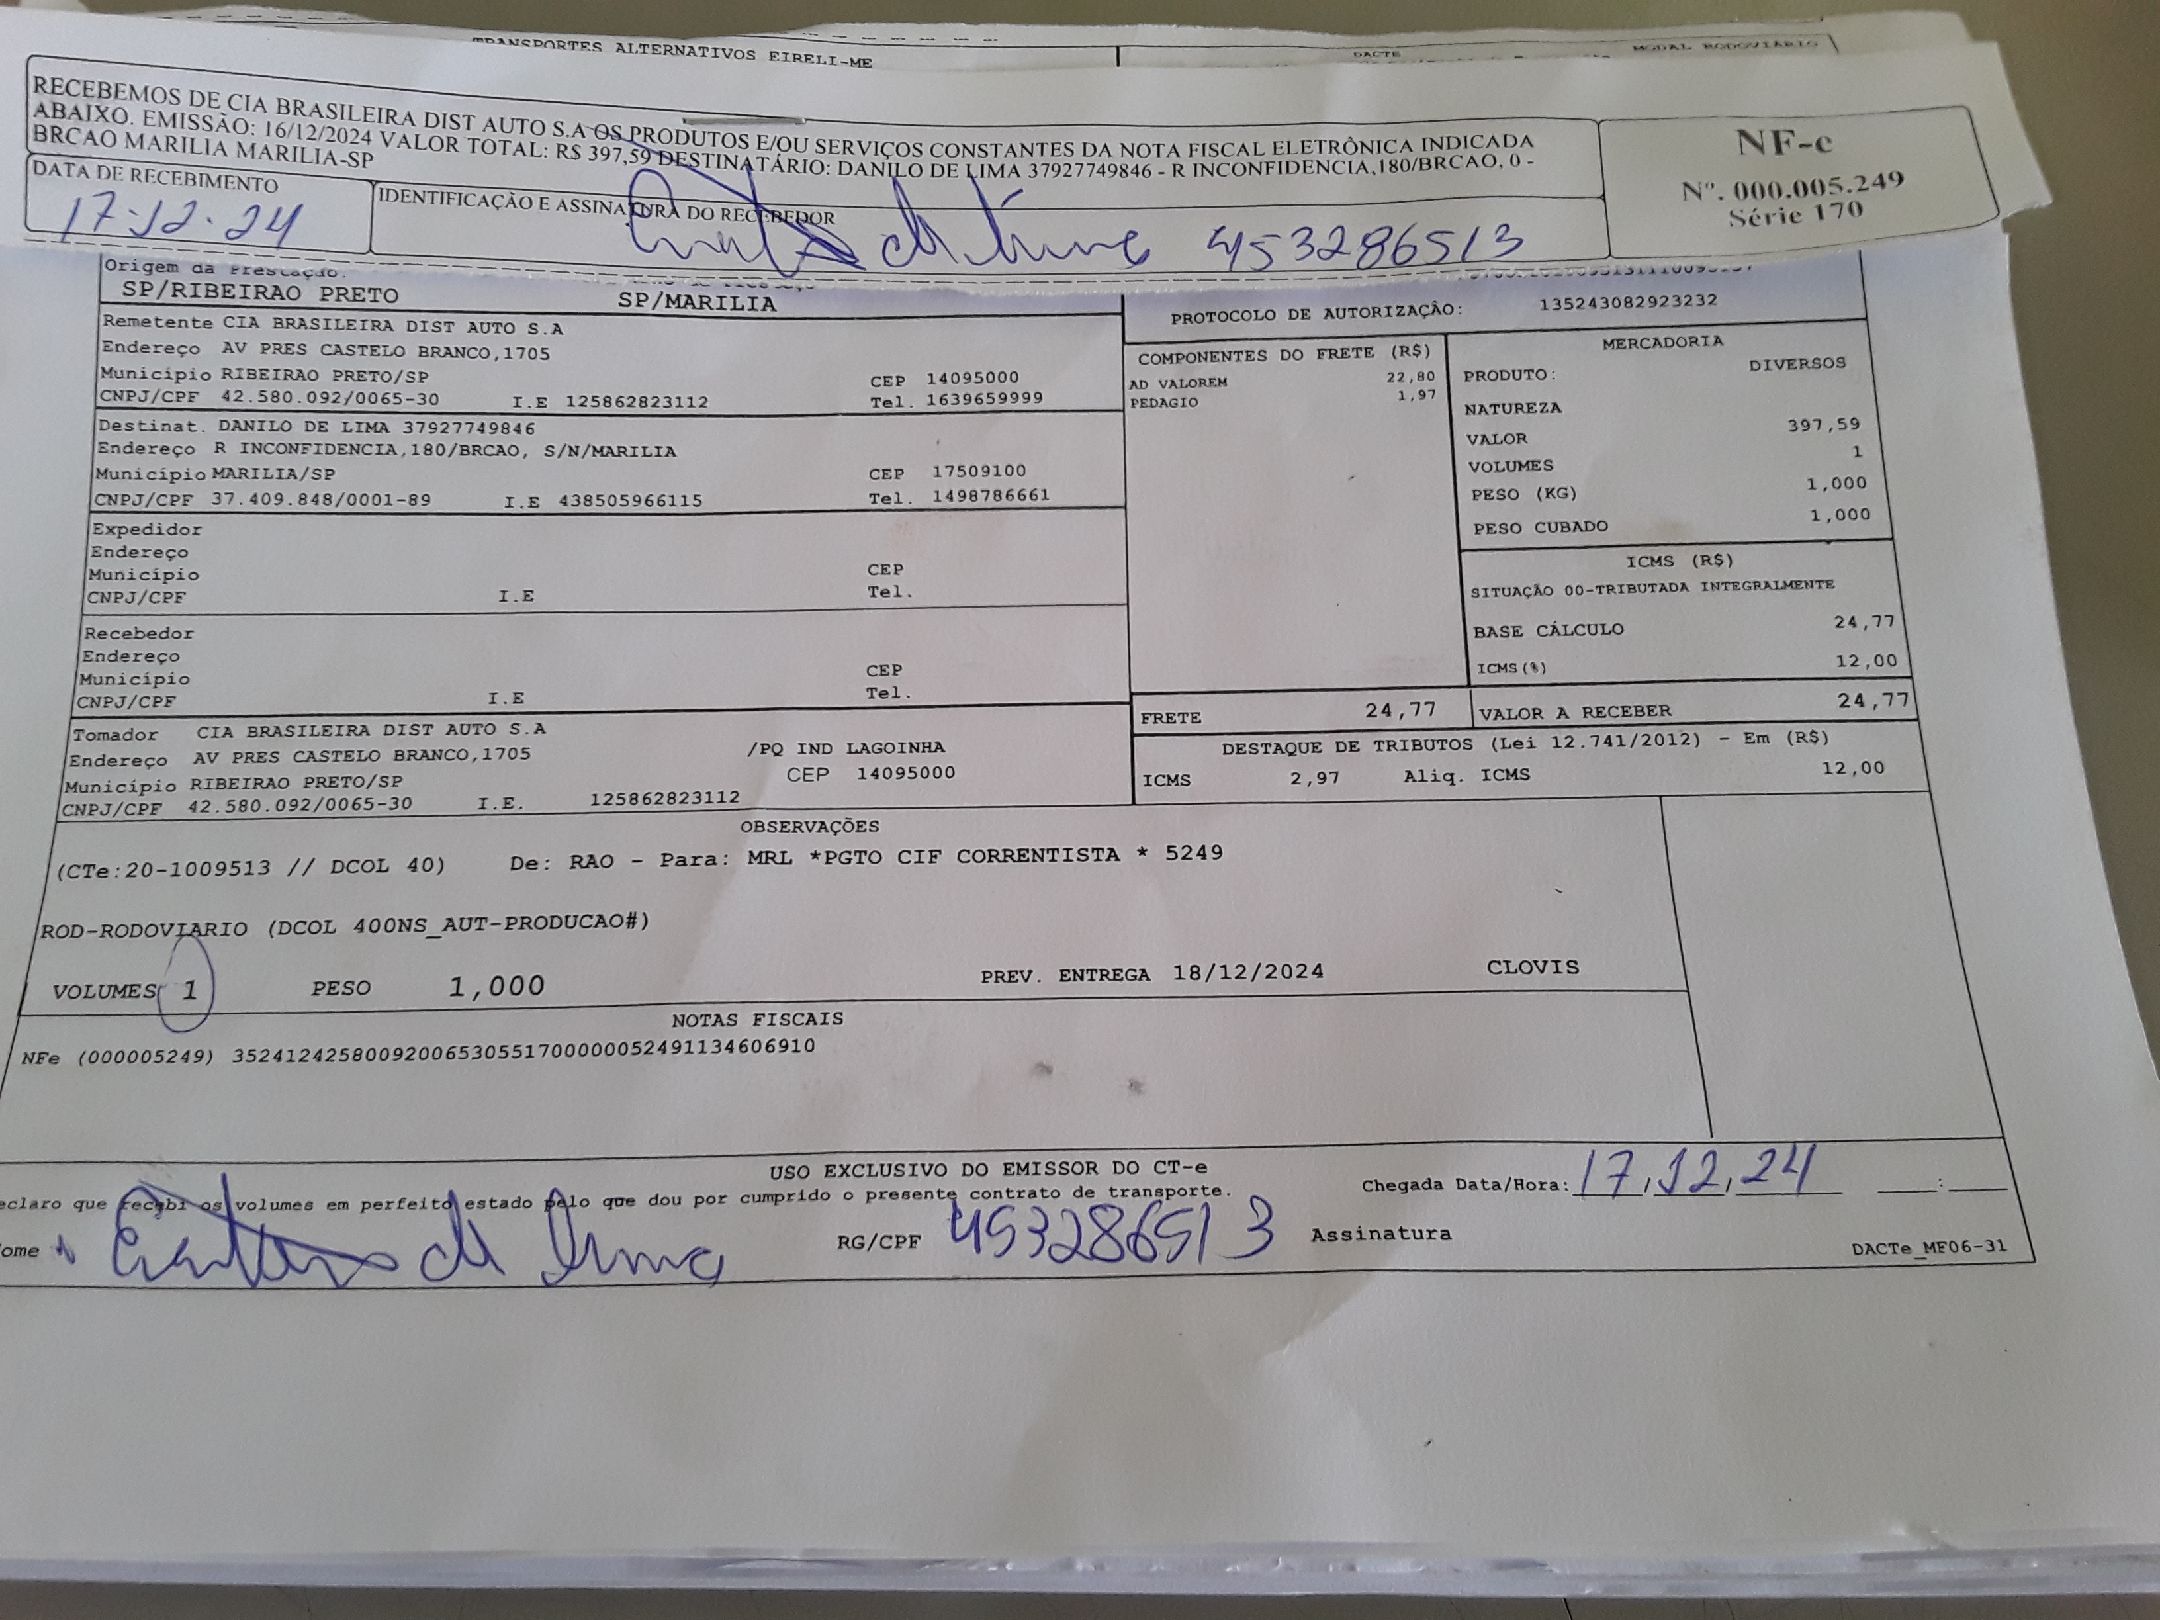 TRANSPORTES ALTERNATIVOS EIRELI-ME
DACTE
MODAL RODOVIÁRIO
RECEBEMOS DE CIA BRASILEIRA DIST AUTO S.A OS PRODUTOS E/OU SERVIÇOS CONSTANTES DA NOTA FISCAL ELETRÔNICA INDICADA
ABAIXO. EMISSÃO: 16/12/2024 VALOR TOTAL: R$ 397,59 DESTINATÁRIO: DANILO DE LIMA 37927749846 - R INCONFIDENCIA,180/BRCAO, 0 -
BRCAO MARILIA MARILIA-SP
NF-e
Nº. 000.005.249
Série 170
DATA DE RECEBIMENTO
17.12.24
IDENTIFICAÇÃO E ASSINATURA DO RECEBEDOR
de Lima 453286513
Origem da Prestação.
SP/RIBEIRAO PRETO SP/MARILIA
PROTOCOLO DE AUTORIZAÇÂO: 135243082923232
Remetente CIA BRASILEIRA DIST AUTO S.A
Endereço AV PRES CASTELO BRANCO,1705
Município RIBEIRAO PRETO/SP CEP 14095000
CNPJ/CPF 42.580.092/0065-30 I.E 125862823112 Tel. 1639659999
Destinat. DANILO DE LIMA 37927749846
Endereço R INCONFIDENCIA,180/BRCAO, S/N/MARILIA
Município MARILIA/SP CEP 17509100
CNPJ/CPF 37.409.848/0001-89 I.E 438505966115 Tel. 1498786661
Expedidor
Endereço
Município CEP
CNPJ/CPF I.E Tel.
Recebedor
Endereço
Município CEP
CNPJ/CPF I.E Tel.
Tomador CIA BRASILEIRA DIST AUTO S.A
Endereço AV PRES CASTELO BRANCO,1705 /PQ IND LAGOINHA
Município RIBEIRAO PRETO/SP CEP 14095000
CNPJ/CPF 42.580.092/0065-30 I.E. 125862823112
COMPONENTES DO FRETE (R$)
AD VALOREM 22,80
PEDAGIO 1,97
MERCADORIA
PRODUTO: DIVERSOS
NATUREZA
VALOR 397,59
VOLUMES 1
PESO (KG) 1,000
PESO CUBADO 1,000
ICMS (R$)
SITUAÇÃO 00-TRIBUTADA INTEGRALMENTE
BASE CÁLCULO 24,77
ICMS(%) 12,00
FRETE 24,77 VALOR A RECEBER 24,77
DESTAQUE DE TRIBUTOS (Lei 12.741/2012) - Em (R$)
ICMS 2,97 Aliq. ICMS 12,00
OBSERVAÇÕES
(CTe:20-1009513 // DCOL 40) De: RAO - Para: MRL *PGTO CIF CORRENTISTA * 5249
ROD-RODOVIARIO (DCOL 400NS_AUT-PRODUCAO#)
VOLUMES 1 PESO 1,000 PREV. ENTREGA 18/12/2024 CLOVIS
NOTAS FISCAIS
NFe (000005249) 35241242580092006530551700000052491134606910
USO EXCLUSIVO DO EMISSOR DO CT-e
eclaro que recebi os volumes em perfeito estado pelo que dou por cumprido o presente contrato de transporte.
Chegada Data/Hora: 17,12,24 __:__
ome de Lima RG/CPF 453286513 Assinatura
DACTe_MF06-31